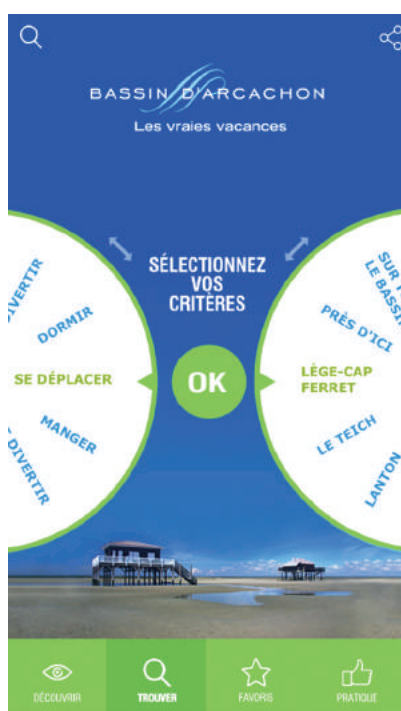 BASSIN D'ARCACHON
Les vraies vacances
SÉLECTIONNEZ
VOS
CRITÈRES
DORMIR
SE DÉPLACER
MANGER
DIVERTIR
OK
LE BASSIN
PRÈS D'ICI
LÈGE-CAP
FERRET
LE TEICH
LANTON
DÉCOUVRIR
TROUVER
FAVORIS
PRATIQUE